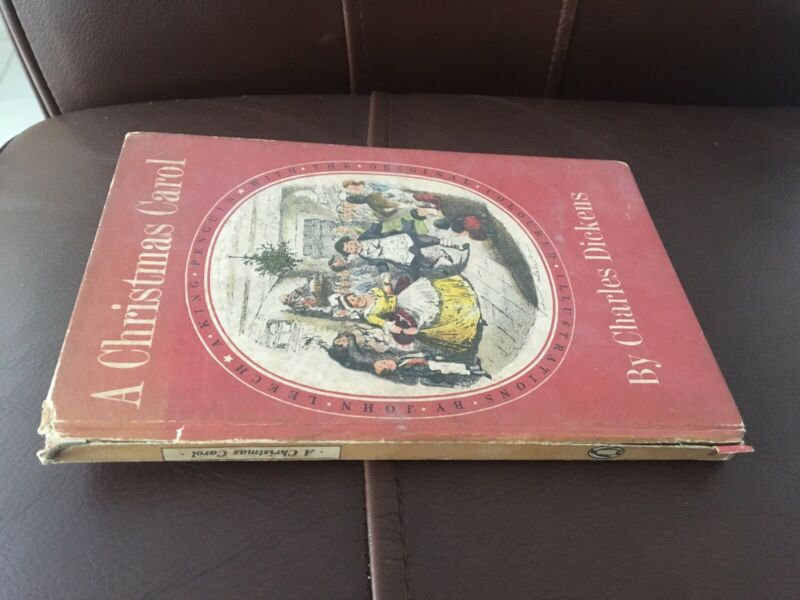 A Christmas Carol
★ A · KING · PENGUIN ★ WITH · THE · ORIGINAL · COLOURED · ILLUSTRATIONS · BY · JOHN · LEECH
By Charles Dickens
· A Christmas Carol ·